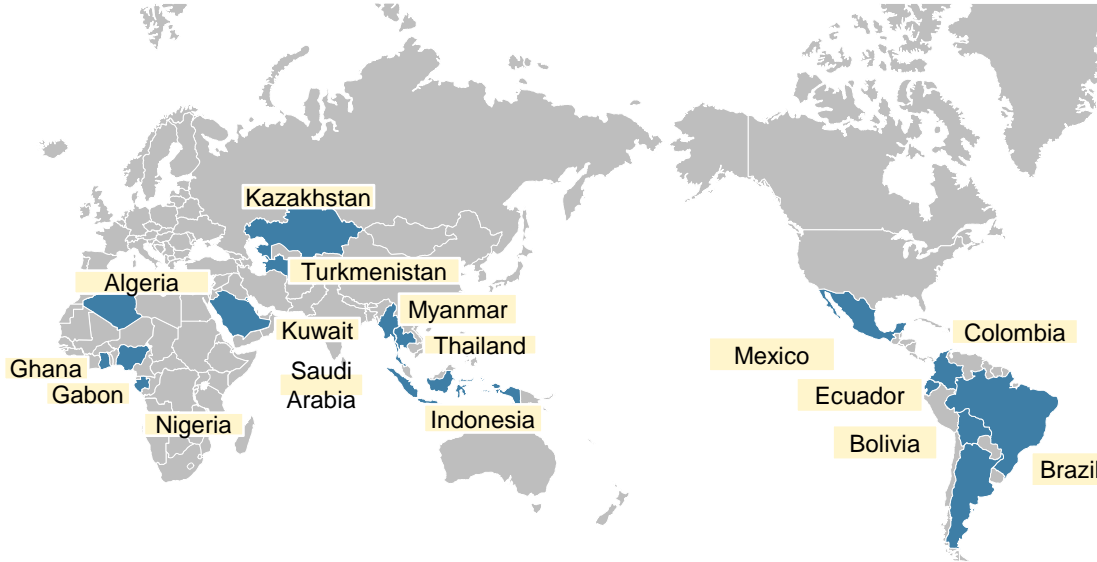 Kazakhstan
Turkmenistan
Algeria
Myanmar
Kuwait
Thailand
Ghana
Saudi
Arabia
Gabon
Nigeria
Indonesia
Colombia
Mexico
Ecuador
Bolivia
Brazil